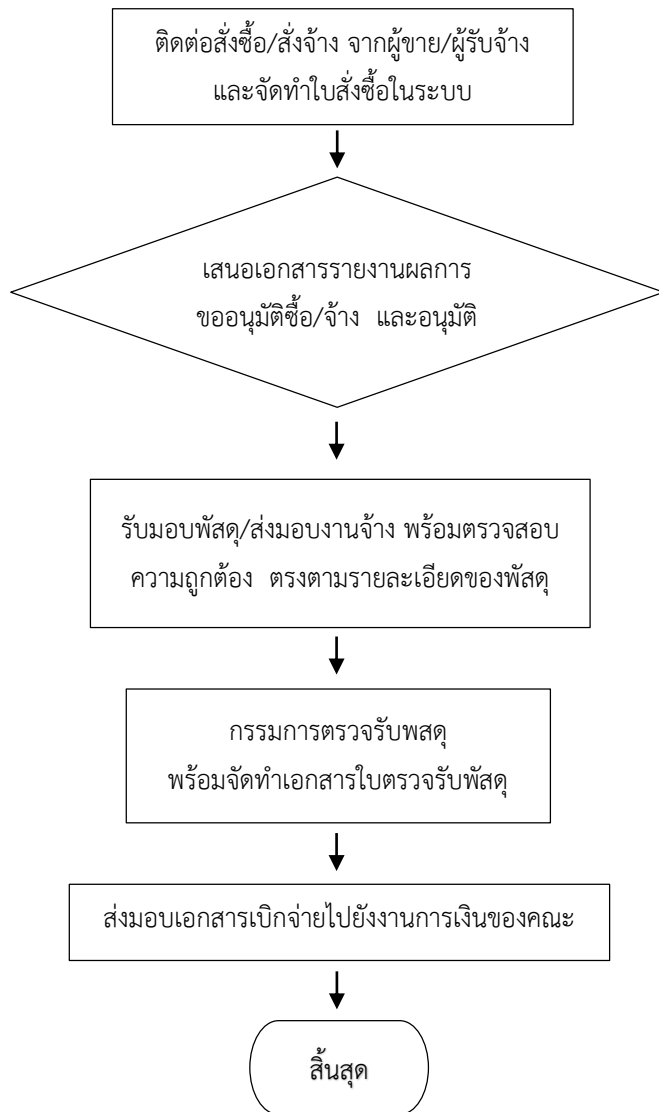 ติดต่อสั่งซื้อ/สั่งจ้าง จากผู้ขาย/ผู้รับจ้าง
และจัดทำใบสั่งซื้อในระบบ
เสนอเอกสารรายงานผลการ
ขออนุมัติซื้อ/จ้าง และอนุมัติ
รับมอบพัสดุ/ส่งมอบงานจ้าง พร้อมตรวจสอบ
ความถูกต้อง ตรงตามรายละเอียดของพัสดุ
กรรมการตรวจรับพสดุ
พร้อมจัดทำเอกสารใบตรวจรับพัสดุ
ส่งมอบเอกสารเบิกจ่ายไปยังงานการเงินของคณะ
สิ้นสุด